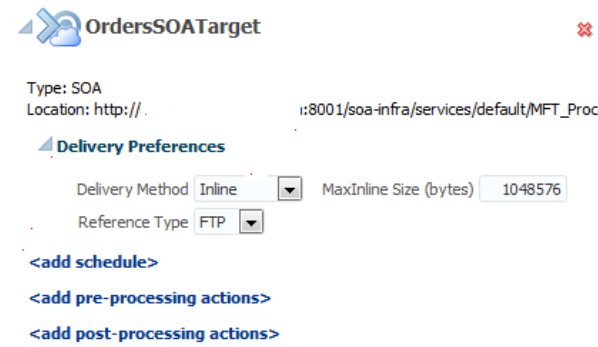 OrdersSOATarget
Type: SOA
Location: http:// :8001/soa-infra/services/default/MFT_Proc
Delivery Preferences
Delivery Method Inline MaxInline Size (bytes) 1048576
Reference Type FTP
<add schedule>
<add pre-processing actions>
<add post-processing actions>